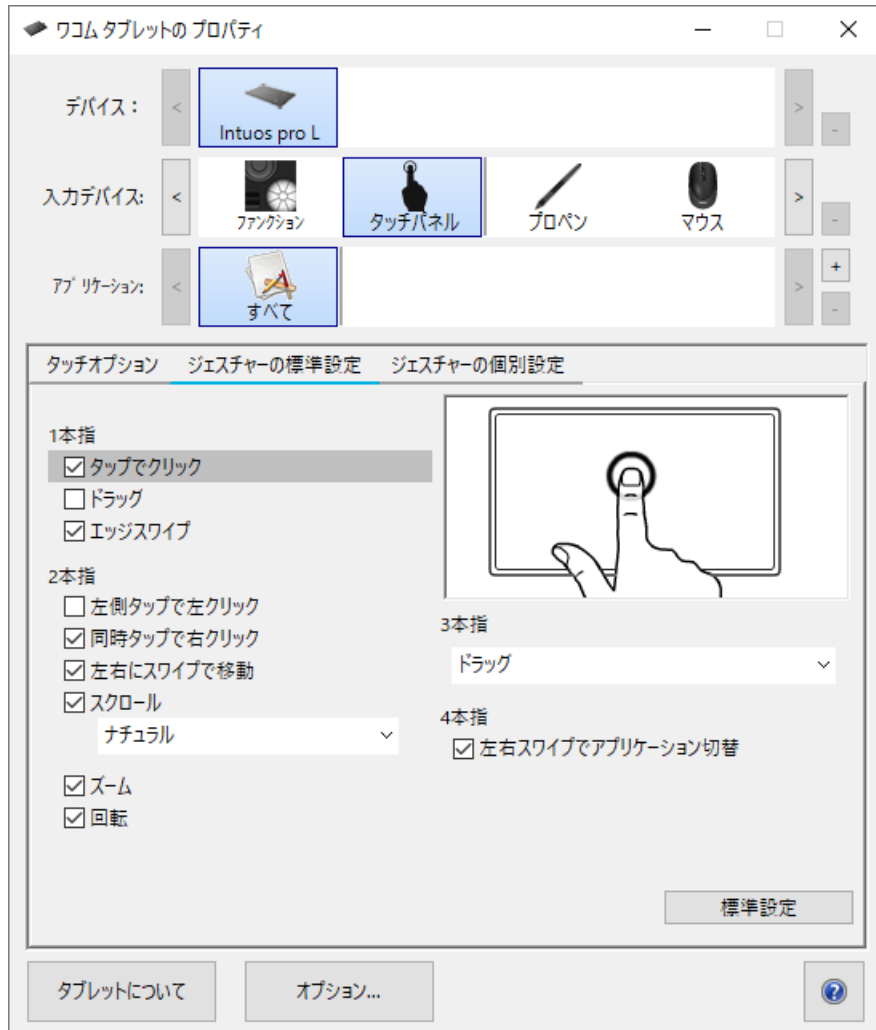 ワコム タブレットの プロパティ
デバイス：
<
Intuos pro L
>
-
入力デバイス:
<
ファンクション
タッチパネル
プロペン
マウス
>
-
アプリケーション:
<
すべて
>
+
-
タッチオプション ジェスチャーの標準設定 ジェスチャーの個別設定
1本指
タップでクリック
ドラッグ
エッジスワイプ
2本指
左側タップで左クリック
同時タップで右クリック
左右にスワイプで移動
スクロール
ナチュラル
ズーム
回転
3本指
ドラッグ
4本指
左右スワイプでアプリケーション切替
標準設定
タブレットについて オプション... ?